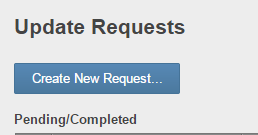 Update Requests
Create New Request...
Pending/Completed